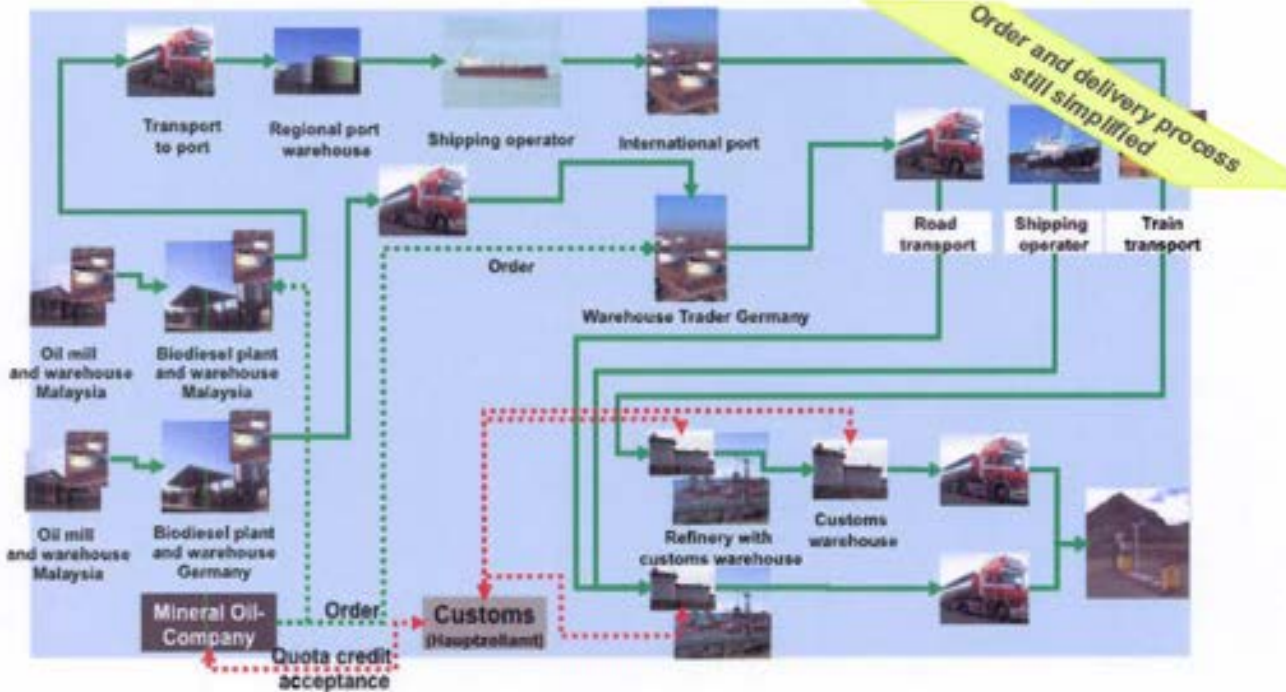 Order and delivery process
still simplified
Transport
to port
Regional port
warehouse
Shipping operator
International port
Road
transport
Shipping
operator
Train
transport
Order
Warehouse Trader Germany
Oil mill
and warehouse
Malaysia
Biodiesel plant
and warehouse
Malaysia
Oil mill
and warehouse
Malaysia
Biodiesel plant
and warehouse
Germany
Refinery with
customs warehouse
Customs
warehouse
Mineral Oil-
Company
Order
Customs
(Hauptzollamt)
Quota credit
acceptance